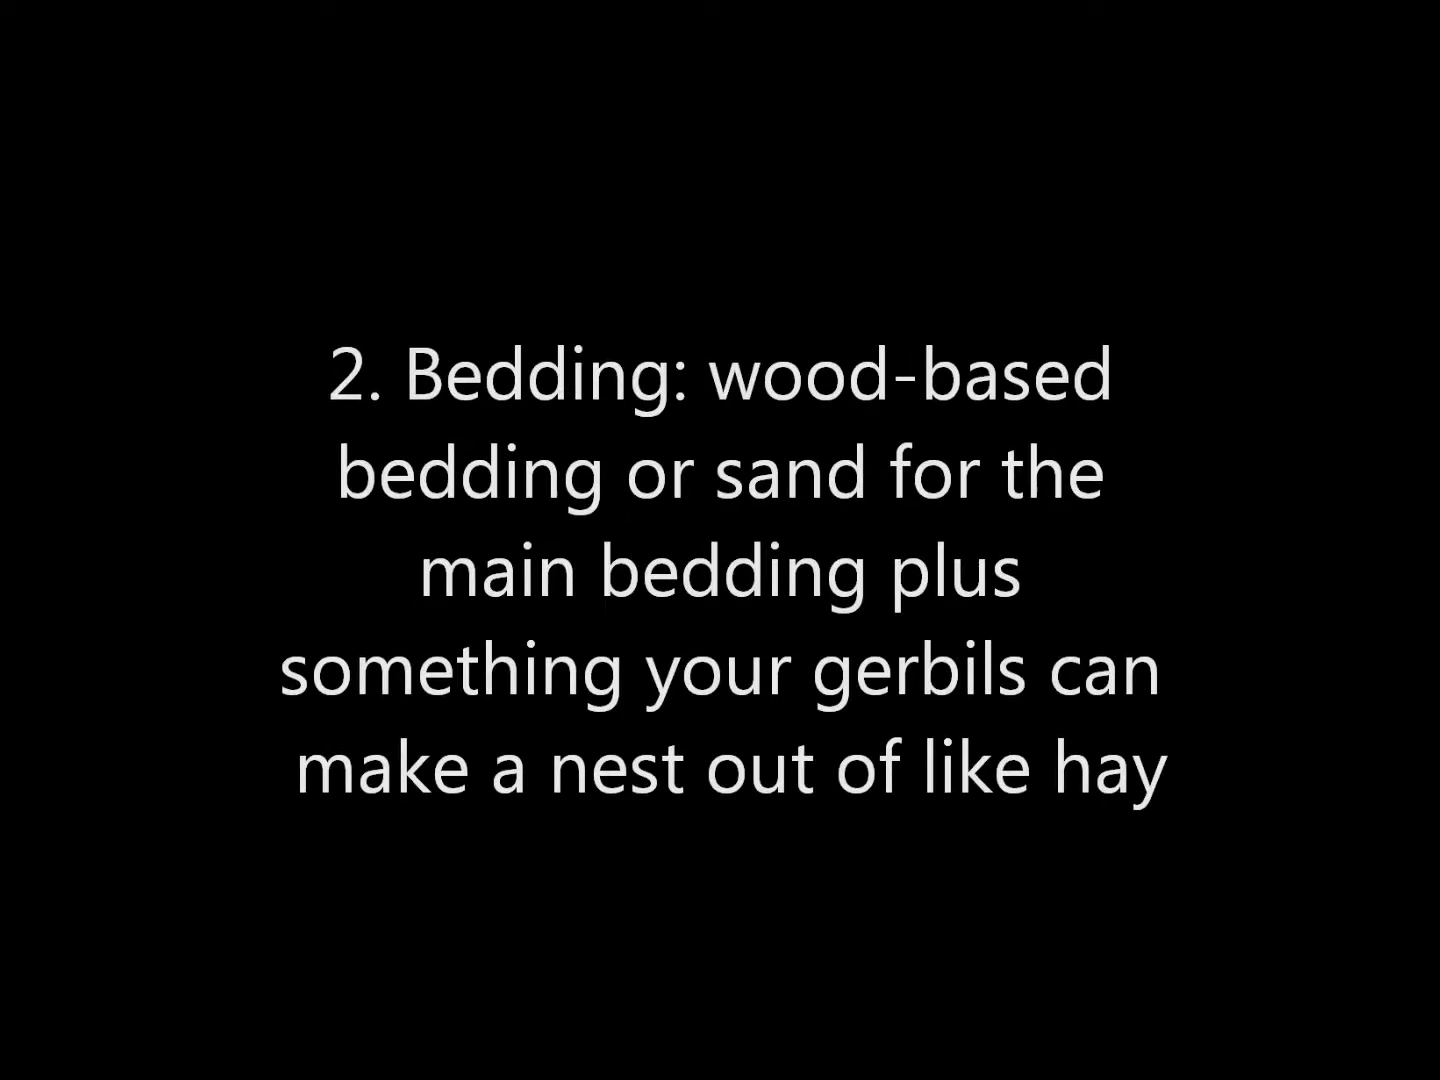 2. Bedding: wood-based
bedding or sand for the
main bedding plus
something your gerbils can
make a nest out of like hay